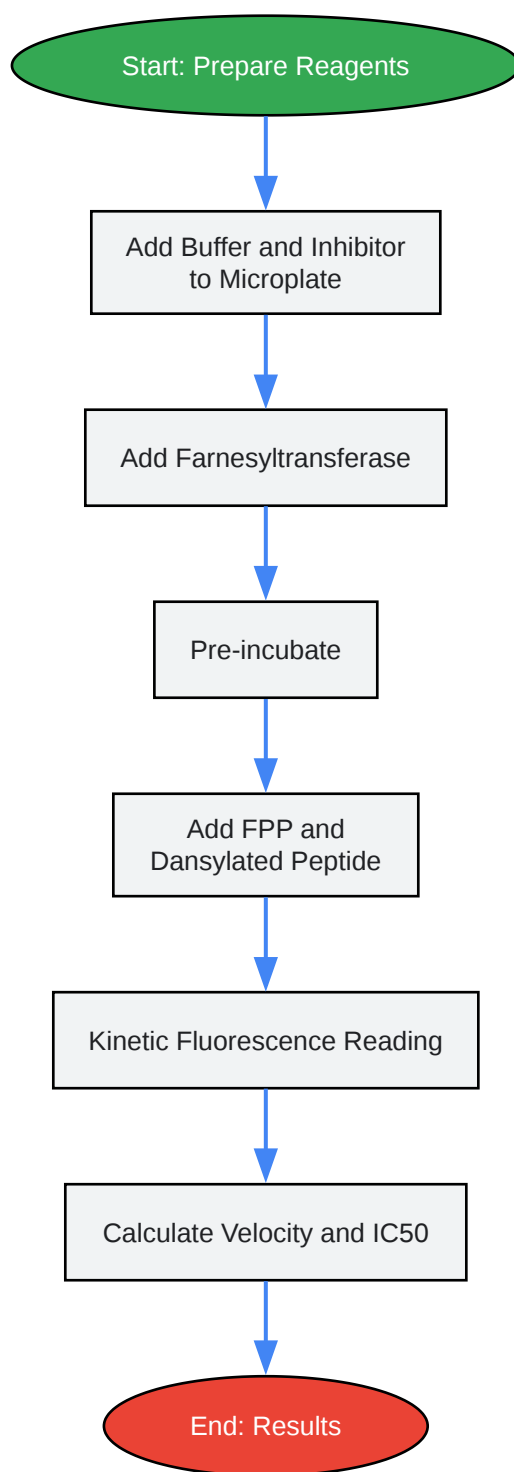 Start: Prepare Reagents
Add Buffer and Inhibitor
to Microplate
Add Farnesyltransferase
Pre-incubate
Add FPP and
Dansylated Peptide
Kinetic Fluorescence Reading
Calculate Velocity and IC50
End: Results